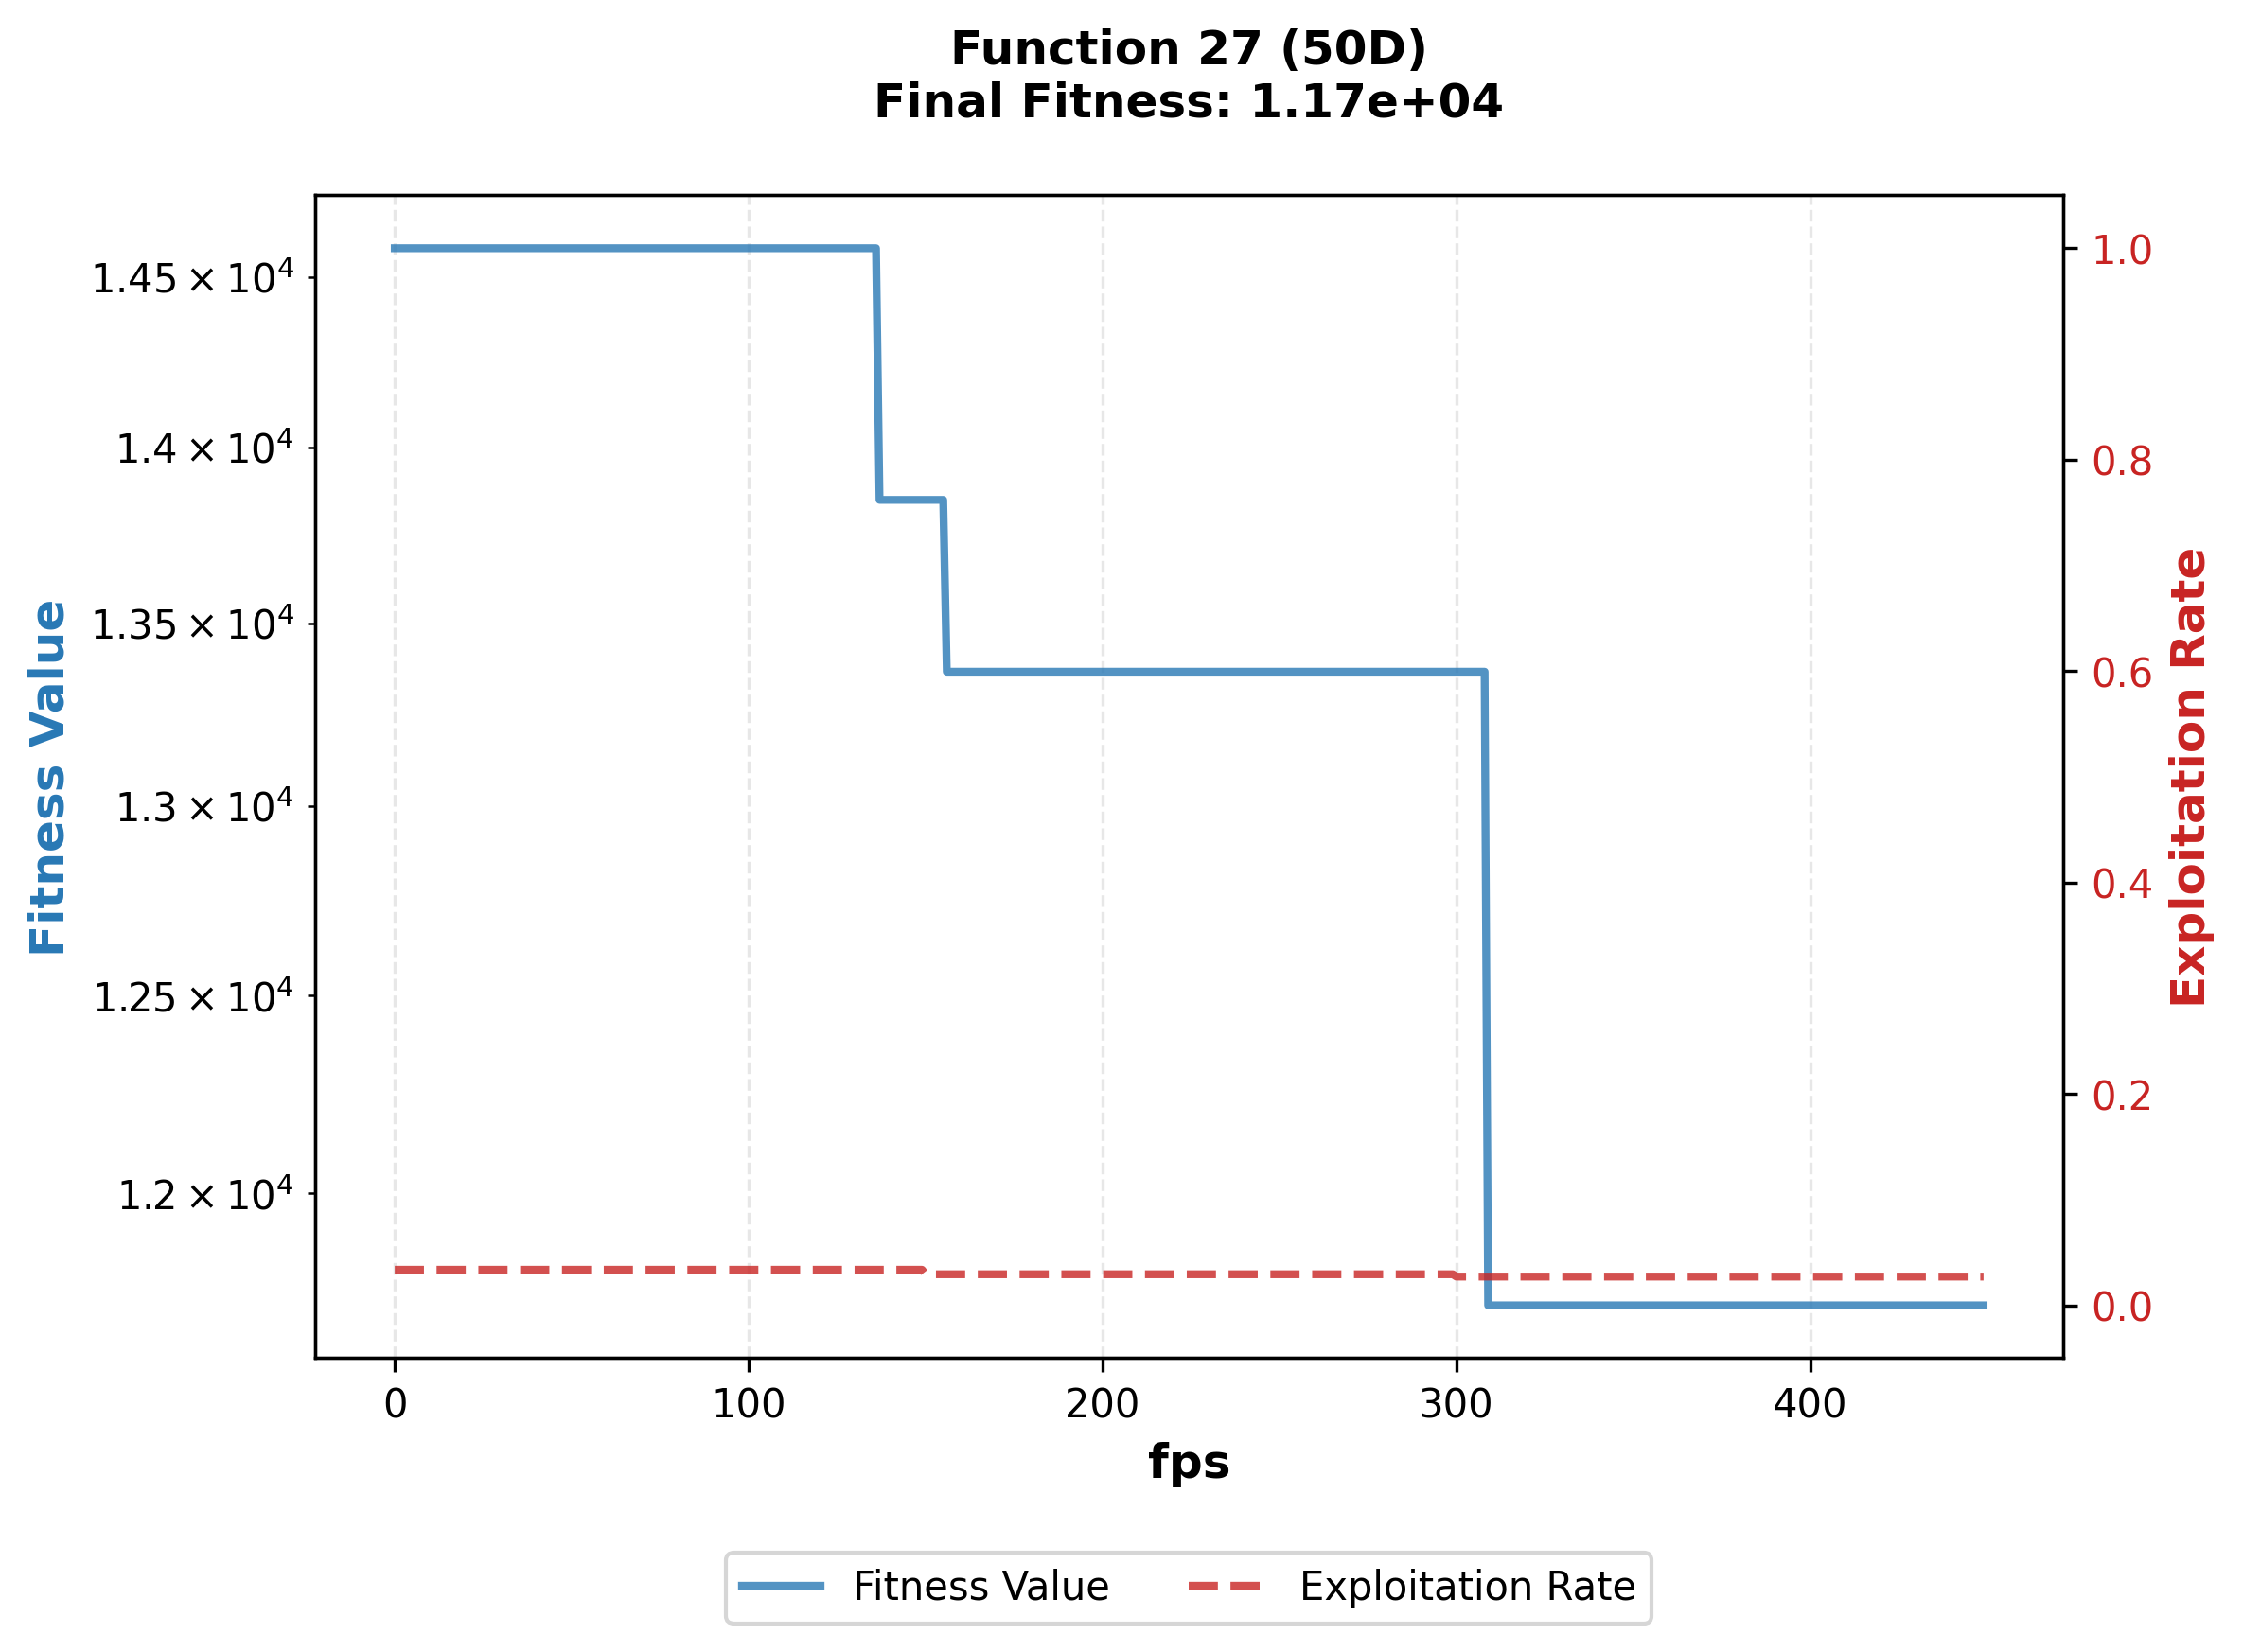 Function 27 (50D)
Final Fitness: 1.17e+04
Fitness Value
1.45 × 10⁴
1.4 × 10⁴
1.35 × 10⁴
1.3 × 10⁴
1.25 × 10⁴
1.2 × 10⁴
1.0
0.8
0.6
0.4
0.2
0.0
Exploitation Rate
0 100 200 300 400
fps
Fitness Value Exploitation Rate